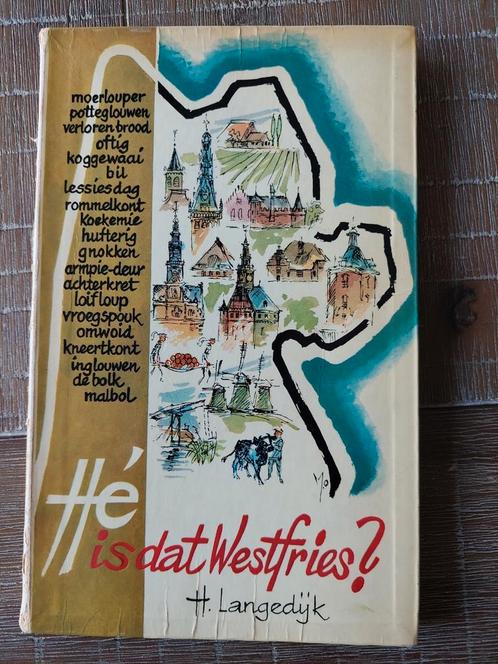 moerlouper
potteglouwen
verloren brood
oftig
koggewaai
bil
lessiesdag
rommelkont
koekemie
hufterig
gnokken
armpie-deur
achterkret
loifloup
vroegspouk
omwoid
kneertkont
inglouwen
de bolk
malbol
Mo
Hé
is dat Westfries?
H. Langedijk